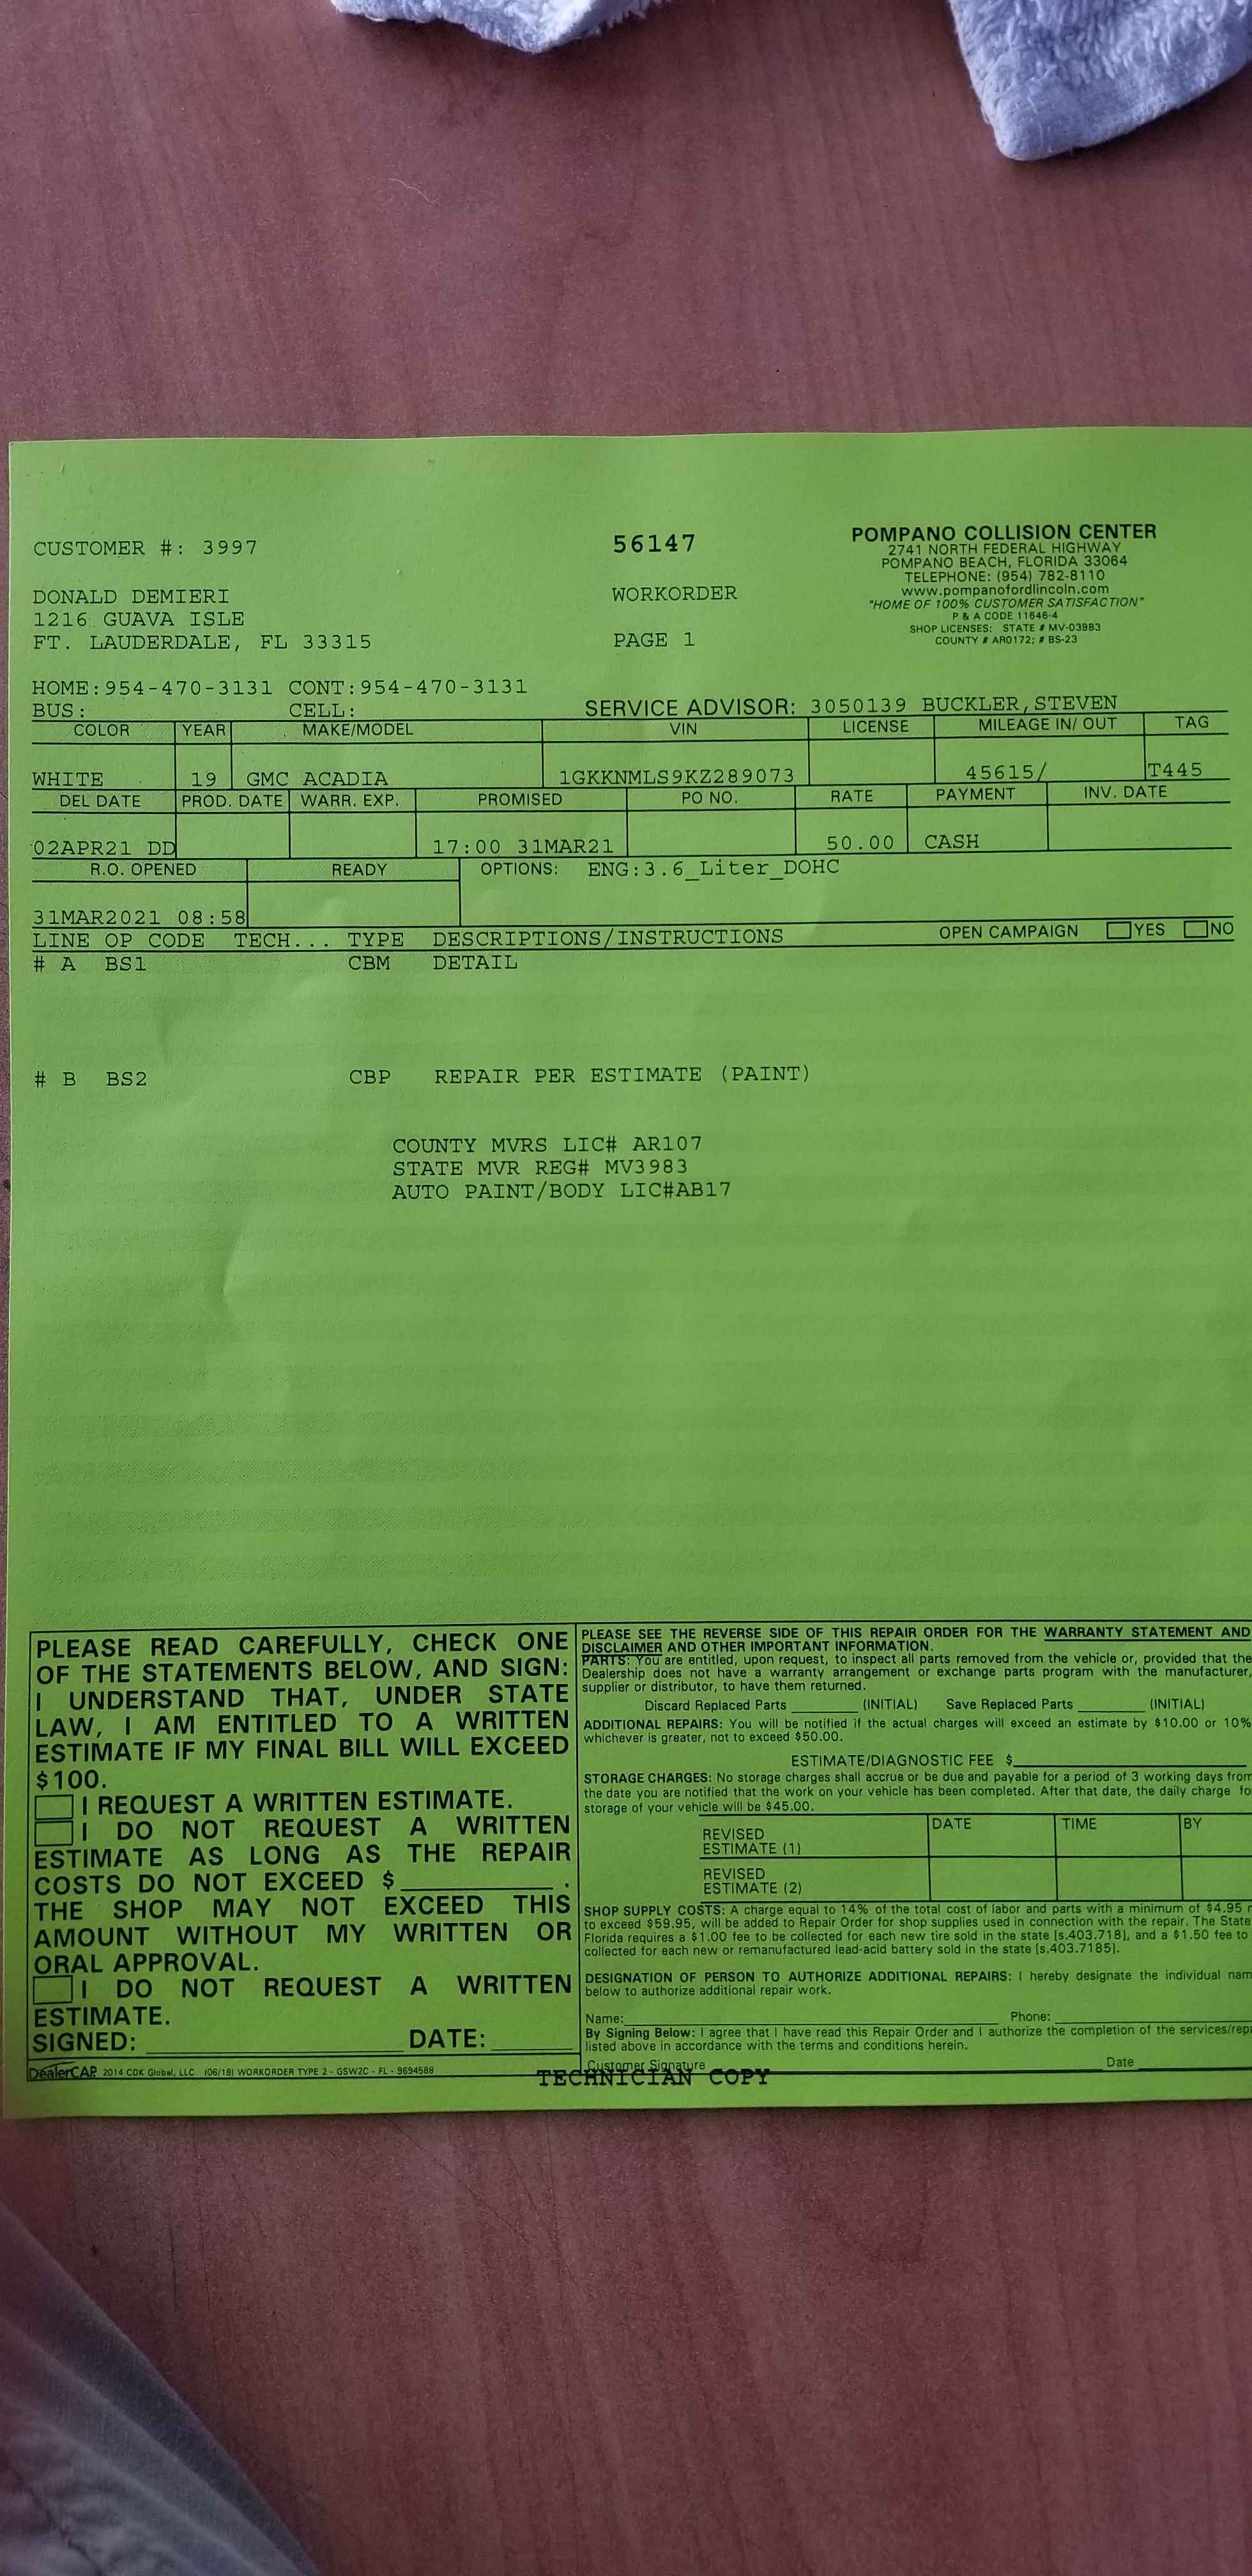 CUSTOMER #: 3997
56147
POMPANO COLLISION CENTER
2741 NORTH FEDERAL HIGHWAY
POMPANO BEACH, FLORIDA 33064
TELEPHONE: (954) 782-8110
www.pompanofordlincoln.com
"HOME OF 100% CUSTOMER SATISFACTION"
P & A CODE 11646-4
SHOP LICENSES: STATE # MV-03983
COUNTY # AR0172; # BS-23
DONALD DEMIERI
1216 GUAVA ISLE
FT. LAUDERDALE, FL 33315
WORKORDER
PAGE 1
HOME:954-470-3131 CONT:954-470-3131
BUS: CELL:
SERVICE ADVISOR: 3050139 BUCKLER,STEVEN
COLOR YEAR MAKE/MODEL VIN LICENSE MILEAGE IN/ OUT TAG
WHITE 19 GMC ACADIA 1GKKNMLS9KZ289073 45615/ T445
DEL DATE PROD. DATE WARR. EXP. PROMISED PO NO. RATE PAYMENT INV. DATE
02APR21 DD 17:00 31MAR21 50.00 CASH
R.O. OPENED READY OPTIONS: ENG:3.6_Liter_DOHC
31MAR2021 08:58
LINE OP CODE TECH... TYPE DESCRIPTIONS/INSTRUCTIONS OPEN CAMPAIGN YES NO
# A BS1 CBM DETAIL
# B BS2 CBP REPAIR PER ESTIMATE (PAINT)
COUNTY MVRS LIC# AR107
STATE MVR REG# MV3983
AUTO PAINT/BODY LIC#AB17
PLEASE READ CAREFULLY, CHECK ONE
OF THE STATEMENTS BELOW, AND SIGN:
I UNDERSTAND THAT, UNDER STATE
LAW, I AM ENTITLED TO A WRITTEN
ESTIMATE IF MY FINAL BILL WILL EXCEED
$100.
I REQUEST A WRITTEN ESTIMATE.
I DO NOT REQUEST A WRITTEN
ESTIMATE AS LONG AS THE REPAIR
COSTS DO NOT EXCEED $ .
THE SHOP MAY NOT EXCEED THIS
AMOUNT WITHOUT MY WRITTEN OR
ORAL APPROVAL.
I DO NOT REQUEST A WRITTEN
ESTIMATE.
SIGNED: DATE:
PLEASE SEE THE REVERSE SIDE OF THIS REPAIR ORDER FOR THE WARRANTY STATEMENT AND
DISCLAIMER AND OTHER IMPORTANT INFORMATION.
PARTS: You are entitled, upon request, to inspect all parts removed from the vehicle or, provided that the
Dealership does not have a warranty arrangement or exchange parts program with the manufacturer,
supplier or distributor, to have them returned.
Discard Replaced Parts (INITIAL) Save Replaced Parts (INITIAL)
ADDITIONAL REPAIRS: You will be notified if the actual charges will exceed an estimate by $10.00 or 10%
whichever is greater, not to exceed $50.00.
ESTIMATE/DIAGNOSTIC FEE $
STORAGE CHARGES: No storage charges shall accrue or be due and payable for a period of 3 working days from
the date you are notified that the work on your vehicle has been completed. After that date, the daily charge fo
storage of your vehicle will be $45.00.
DATE TIME BY
REVISED
ESTIMATE (1)
REVISED
ESTIMATE (2)
SHOP SUPPLY COSTS: A charge equal to 14% of the total cost of labor and parts with a minimum of $4.95
to exceed $59.95, will be added to Repair Order for shop supplies used in connection with the repair. The State
Florida requires a $1.00 fee to be collected for each new tire sold in the state [s.403.718], and a $1.50 fee to
collected for each new or remanufactured lead-acid battery sold in the state [s.403.7185].
DESIGNATION OF PERSON TO AUTHORIZE ADDITIONAL REPAIRS: I hereby designate the individual nam
below to authorize additional repair work.
Name: Phone:
By Signing Below: I agree that I have read this Repair Order and I authorize the completion of the services/repa
listed above in accordance with the terms and conditions herein.
Customer Signature Date
DealerCAP 2014 CDK Global, LLC (06/18) WORKORDER TYPE 2 - GSW2C - FL - 9694588
TECHNICIAN COPY